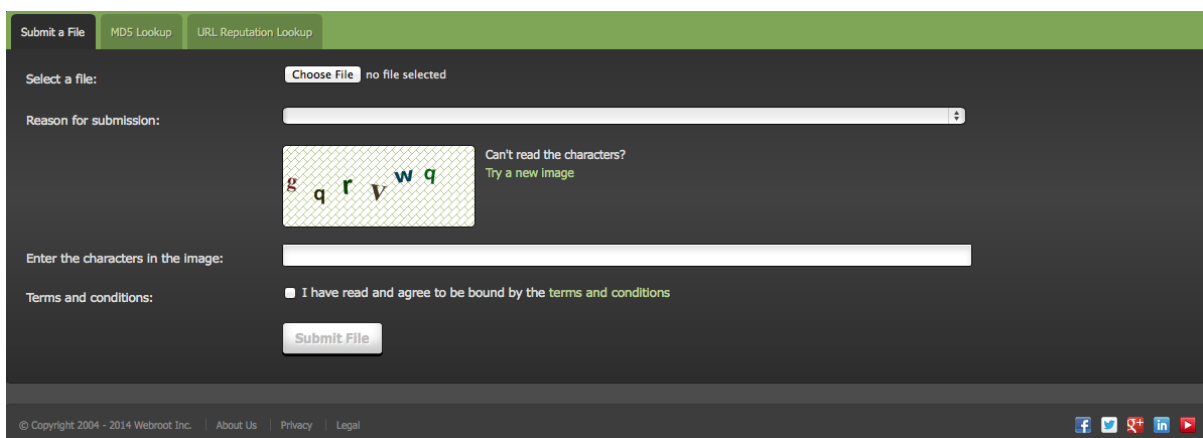 Submit a File MD5 Lookup URL Reputation Lookup
Select a file: Choose File no file selected
Reason for submission:
Can't read the characters?
Try a new image
g q r V w q
Enter the characters in the image:
Terms and conditions: I have read and agree to be bound by the terms and conditions
Submit File
© Copyright 2004 - 2014 Webroot Inc. | About Us | Privacy | Legal f g+ in